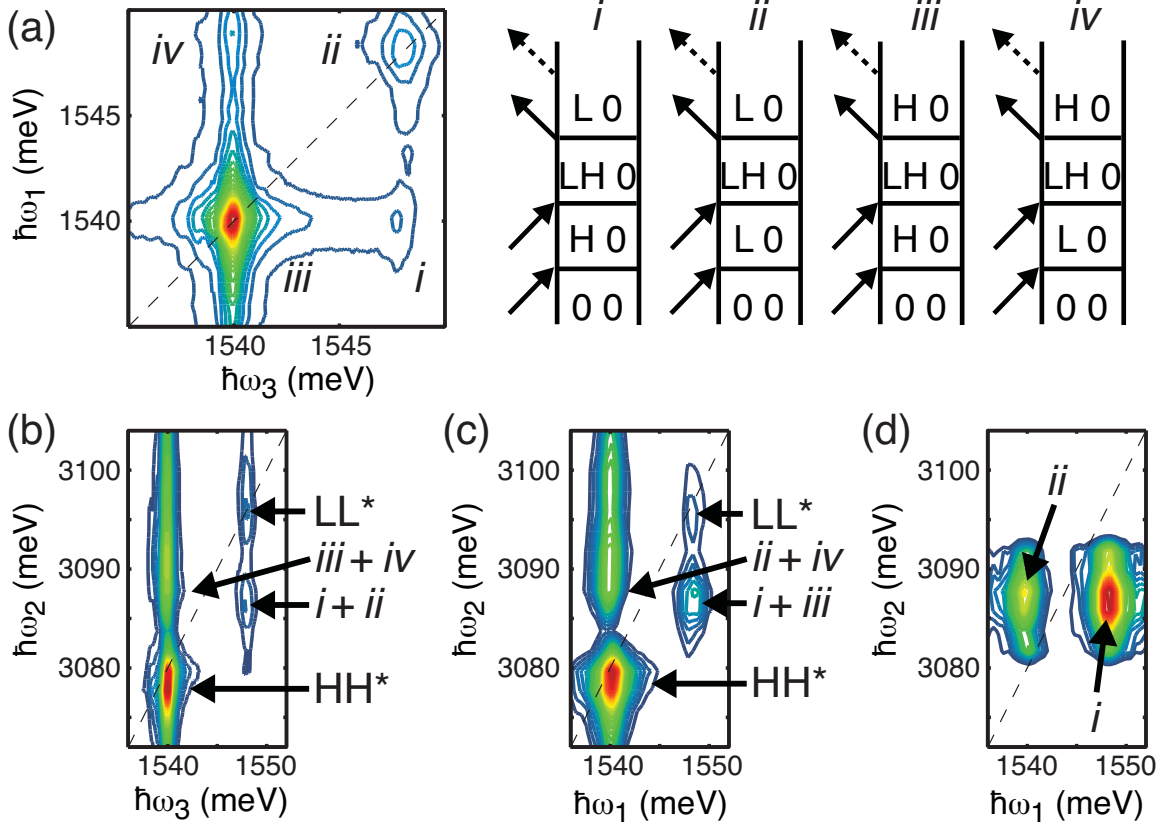 (a)
iv
ii
iii
i
1545
1540
ħω1 (meV)
1540 1545
ħω3 (meV)
i ii iii iv
L 0 L 0 H 0 H 0
LH 0 LH 0 LH 0 LH 0
H 0 L 0 H 0 L 0
0 0 0 0 0 0 0 0
(b)
3100
3090
3080
ħω2 (meV)
1540 1550
ħω3 (meV)
LL*
iii + iv
i + ii
HH*
(c)
3100
3090
3080
ħω2 (meV)
1540 1550
ħω1 (meV)
LL*
ii + iv
i + iii
HH*
(d)
3100
3090
3080
ħω2 (meV)
1540 1550
ħω1 (meV)
ii
i